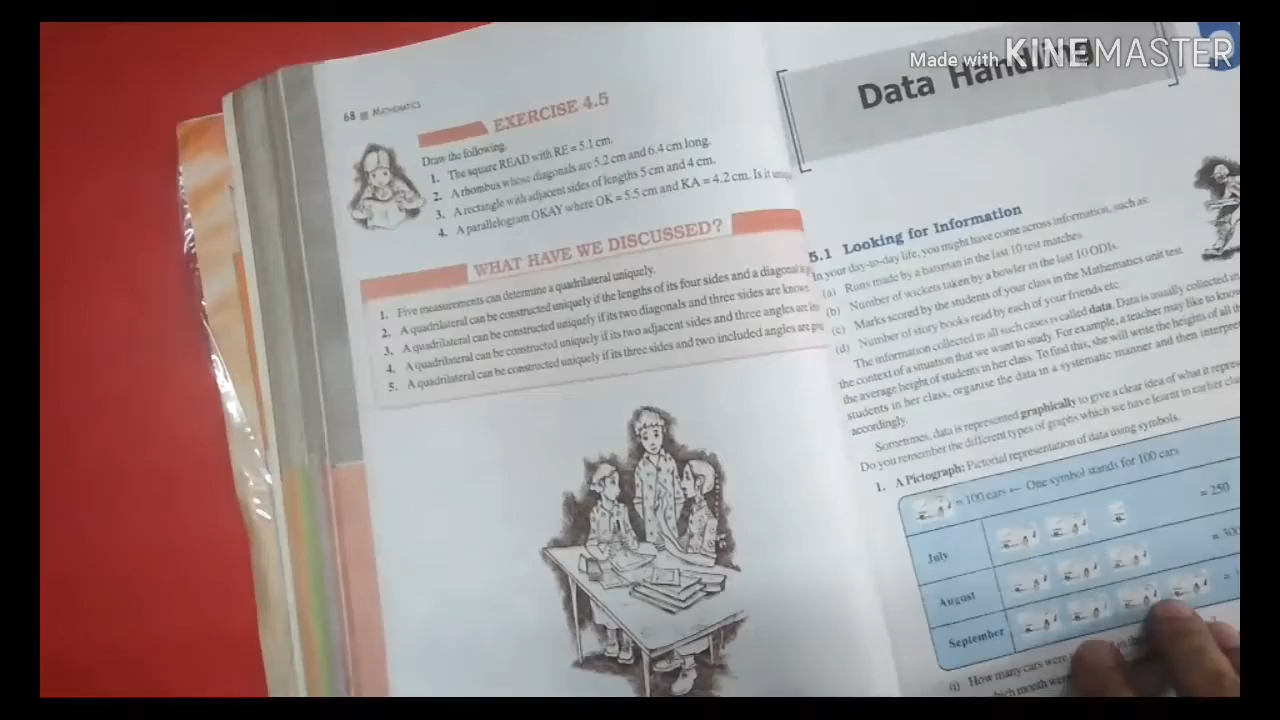 Made with KINEMASTER
68 MATHEMATICS
EXERCISE 4.5
Draw the following.
1. The square READ with RE = 5.1 cm.
2. A rhombus whose diagonals are 5.2 cm and 6.4 cm long.
3. A rectangle with adjacent sides of lengths 5 cm and 4 cm.
4. A parallelogram OKAY where OK = 5.5 cm and KA = 4.2 cm. Is it
WHAT HAVE WE DISCUSSED?
1. Five measurements can determine a quadrilateral uniquely.
2. A quadrilateral can be constructed uniquely if the lengths of its four sides and a diagonal
3. A quadrilateral can be constructed uniquely if its two diagonals and three sides are known.
4. A quadrilateral can be constructed uniquely if its two adjacent sides and three angles are
5. A quadrilateral can be constructed uniquely if its three sides and two included angles are
Data Handling
5.1 Looking for Information
In your day-to-day life, you might have come across information, such as:
(a) Runs made by a batsman in the last 10 test matches.
(b) Number of wickets taken by a bowler in the last 10 ODIs.
(c) Marks scored by the students of your class in the Mathematics unit test.
(d) Number of story books read by each of your friends etc.
The information collected in all such cases is called data. Data is usually collected in
the context of a situation that we want to study. For example, a teacher may like to know
the average height of students in her class. To find this, she will write the heights of all
students in her class, organise the data in a systematic manner and then interpret
accordingly.
Sometimes, data is represented graphically to give a clear idea of what it
Do you remember the different types of graphs which we have learnt in earlier
1. A Pictograph: Pictorial representation of data using symbols.
= 100 cars ← One symbol stands for 100 cars
July = 250
August =
September =
(i) How many cars were
month